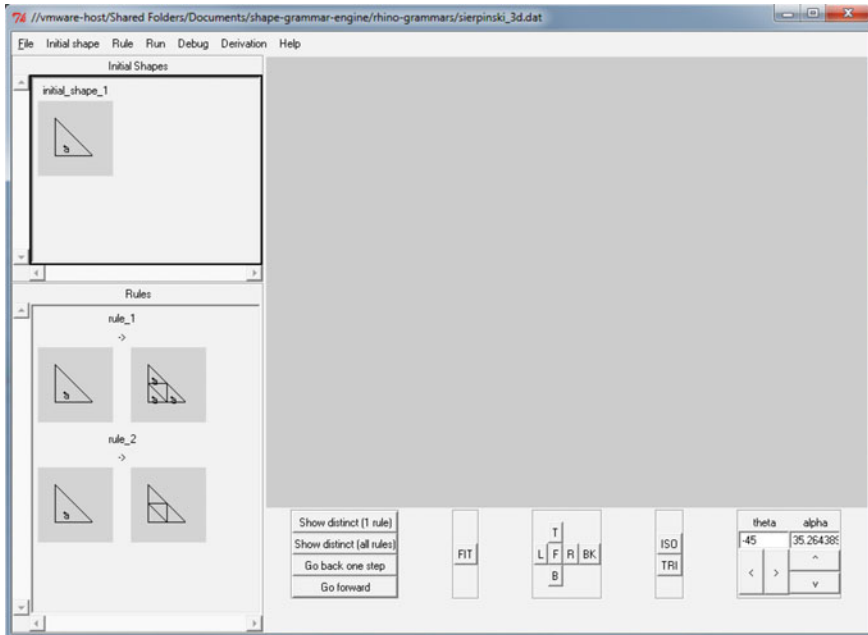 //vmware-host/Shared Folders/Documents/shape-grammar-engine/rhino-grammars/sierpinski_3d.dat
File Initial shape Rule Run Debug Derivation Help
Initial Shapes
initial_shape_1
a
Rules
rule_1
->
a a a a
rule_2
->
a
Show distinct (1 rule)
Show distinct (all rules)
Go back one step
Go forward
FIT
T
L F R BK
B
ISO
TRI
theta alpha
-45 35.264389
< > ^
v